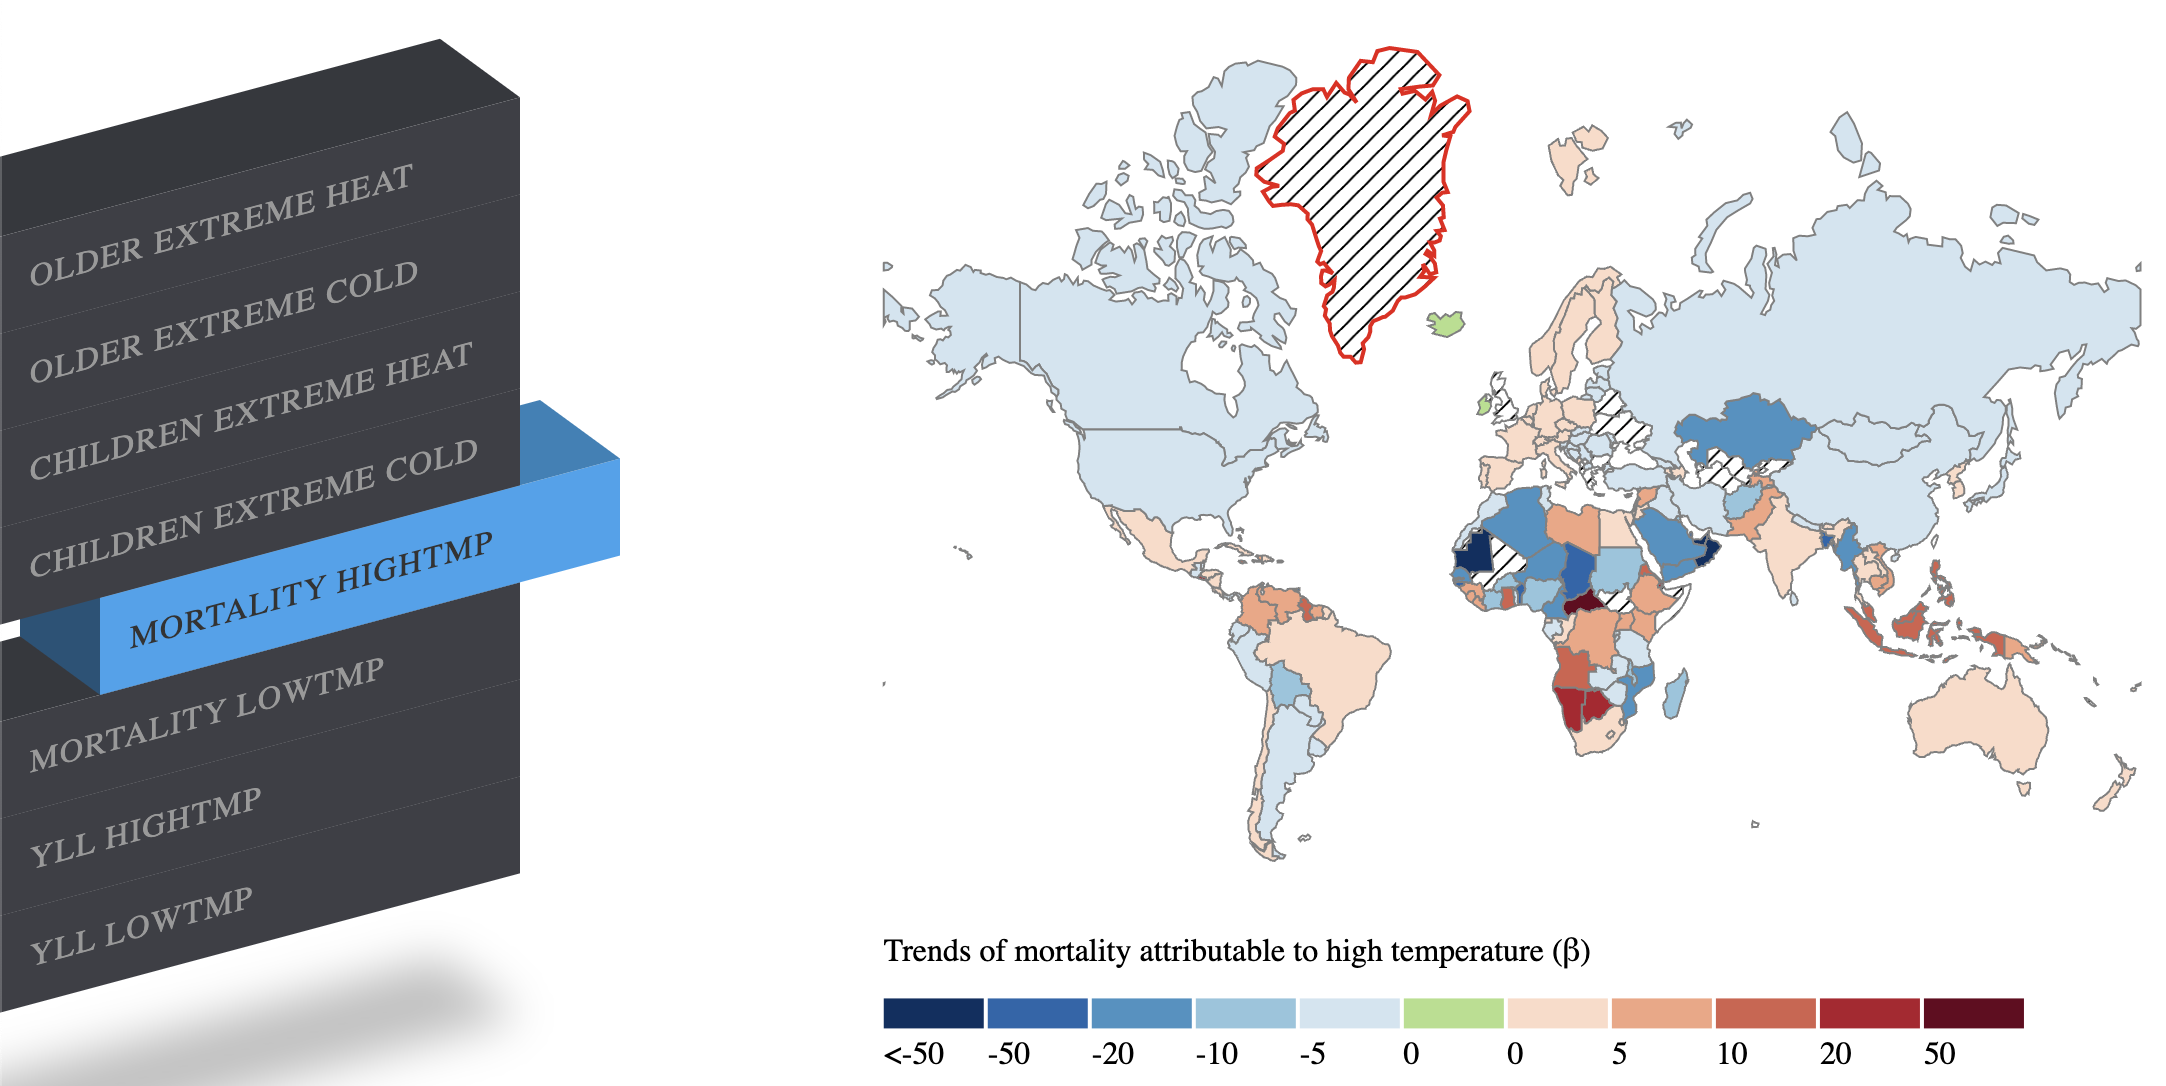 OLDER EXTREME HEAT
OLDER EXTREME COLD
CHILDREN EXTREME HEAT
CHILDREN EXTREME COLD
MORTALITY HIGHTMP
MORTALITY LOWTMP
YLL HIGHTMP
YLL LOWTMP
Trends of mortality attributable to high temperature (β)
<-50 -50 -20 -10 -5 0 0 5 10 20 50